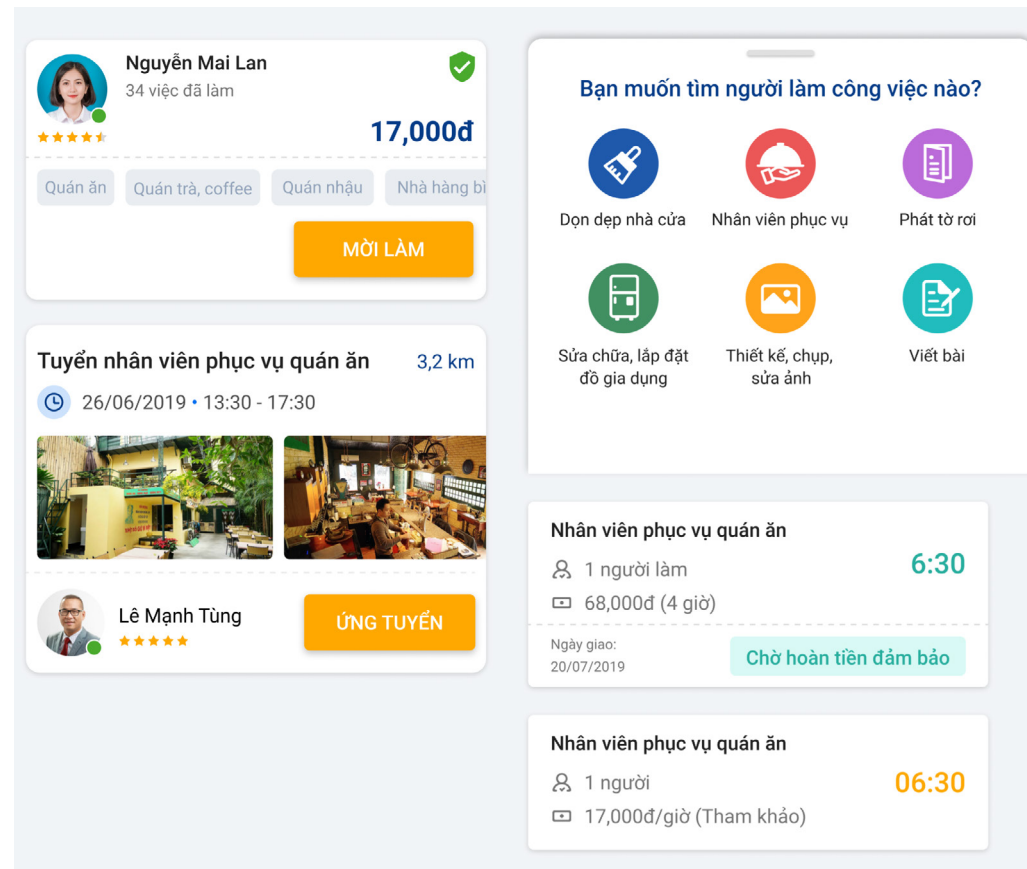 Nguyễn Mai Lan
34 việc đã làm
17,000đ
Quán ăn
Quán trà, coffee
Quán nhậu
Nhà hàng bì
MỜI LÀM
Tuyển nhân viên phục vụ quán ăn
3,2 km
26/06/2019 • 13:30 - 17:30
Lê Mạnh Tùng
ỨNG TUYỂN
Bạn muốn tìm người làm công việc nào?
Dọn dẹp nhà cửa
Nhân viên phục vụ
Phát tờ rơi
Sửa chữa, lắp đặt
đồ gia dụng
Thiết kế, chụp,
sửa ảnh
Viết bài
Nhân viên phục vụ quán ăn
1 người làm
6:30
68,000đ (4 giờ)
Ngày giao:
20/07/2019
Chờ hoàn tiền đảm bảo
Nhân viên phục vụ quán ăn
1 người
06:30
17,000đ/giờ (Tham khảo)